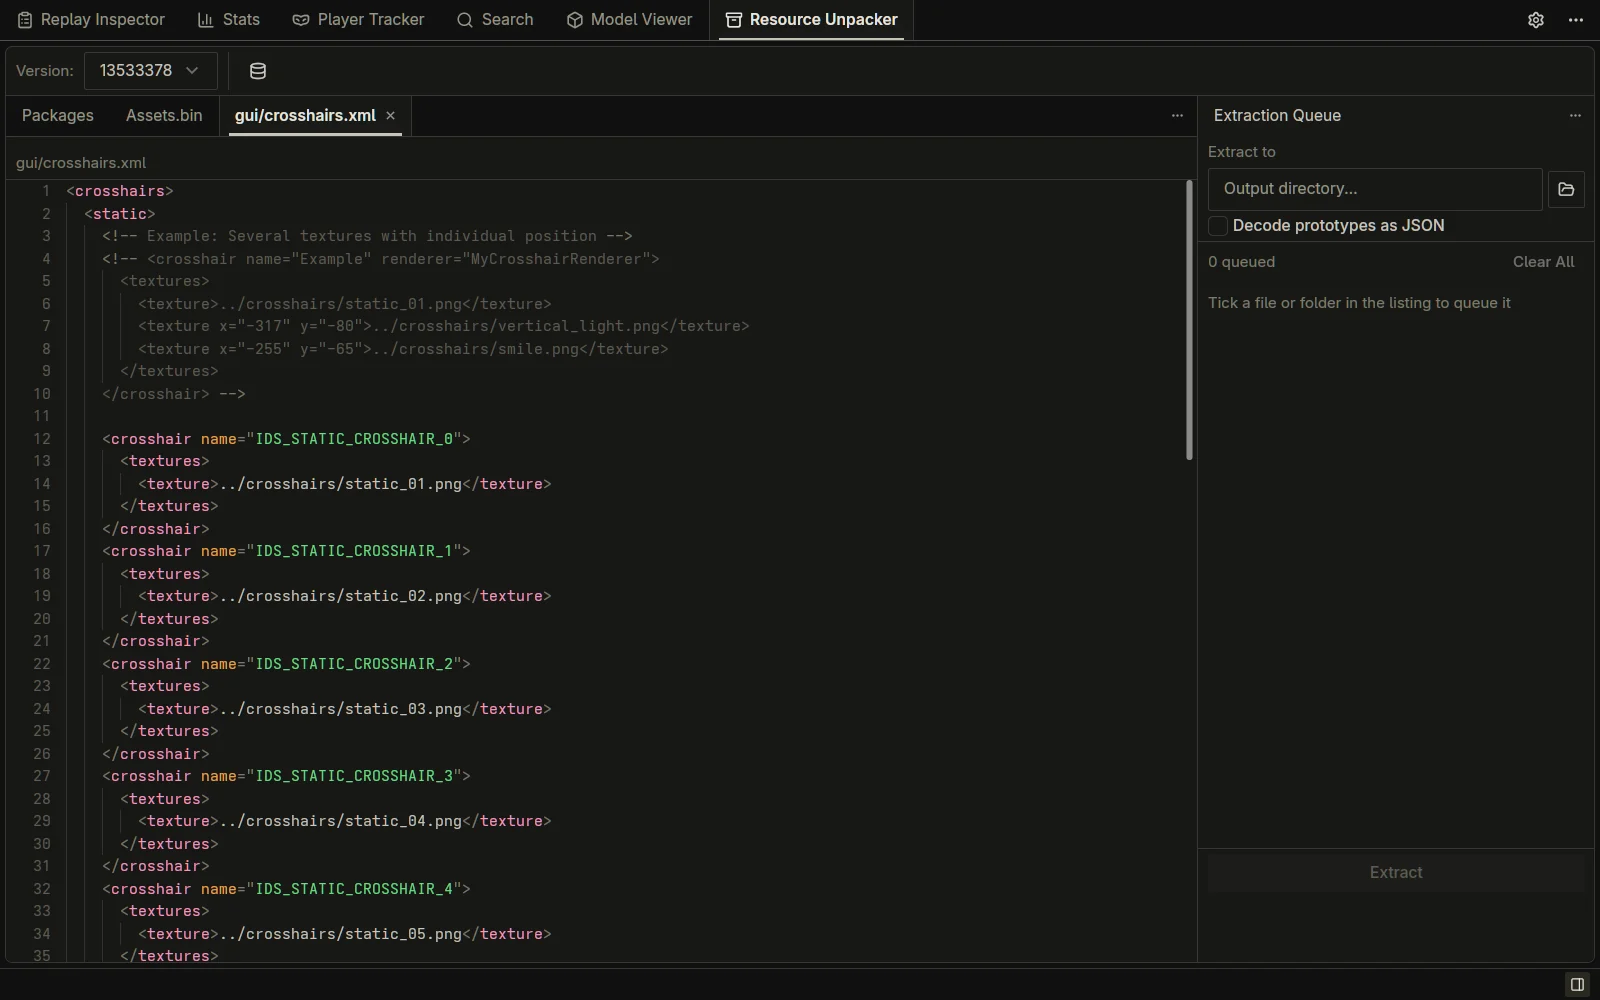 Replay Inspector Stats Player Tracker Search Model Viewer Resource Unpacker
Version: 13533378
Packages Assets.bin gui/crosshairs.xml ×
gui/crosshairs.xml
1 <crosshairs>
2 <static>
3 <!-- Example: Several textures with individual position -->
4 <!-- <crosshair name="Example" renderer="MyCrosshairRenderer">
5 <textures>
6 <texture>../crosshairs/static_01.png</texture>
7 <texture x="-317" y="-80">../crosshairs/vertical_light.png</texture>
8 <texture x="-255" y="-65">../crosshairs/smile.png</texture>
9 </textures>
10 </crosshair> -->
11
12 <crosshair name="IDS_STATIC_CROSSHAIR_0">
13 <textures>
14 <texture>../crosshairs/static_01.png</texture>
15 </textures>
16 </crosshair>
17 <crosshair name="IDS_STATIC_CROSSHAIR_1">
18 <textures>
19 <texture>../crosshairs/static_02.png</texture>
20 </textures>
21 </crosshair>
22 <crosshair name="IDS_STATIC_CROSSHAIR_2">
23 <textures>
24 <texture>../crosshairs/static_03.png</texture>
25 </textures>
26 </crosshair>
27 <crosshair name="IDS_STATIC_CROSSHAIR_3">
28 <textures>
29 <texture>../crosshairs/static_04.png</texture>
30 </textures>
31 </crosshair>
32 <crosshair name="IDS_STATIC_CROSSHAIR_4">
33 <textures>
34 <texture>../crosshairs/static_05.png</texture>
35 </textures>
Extraction Queue
Extract to
Output directory...
Decode prototypes as JSON
0 queued Clear All
Tick a file or folder in the listing to queue it
Extract